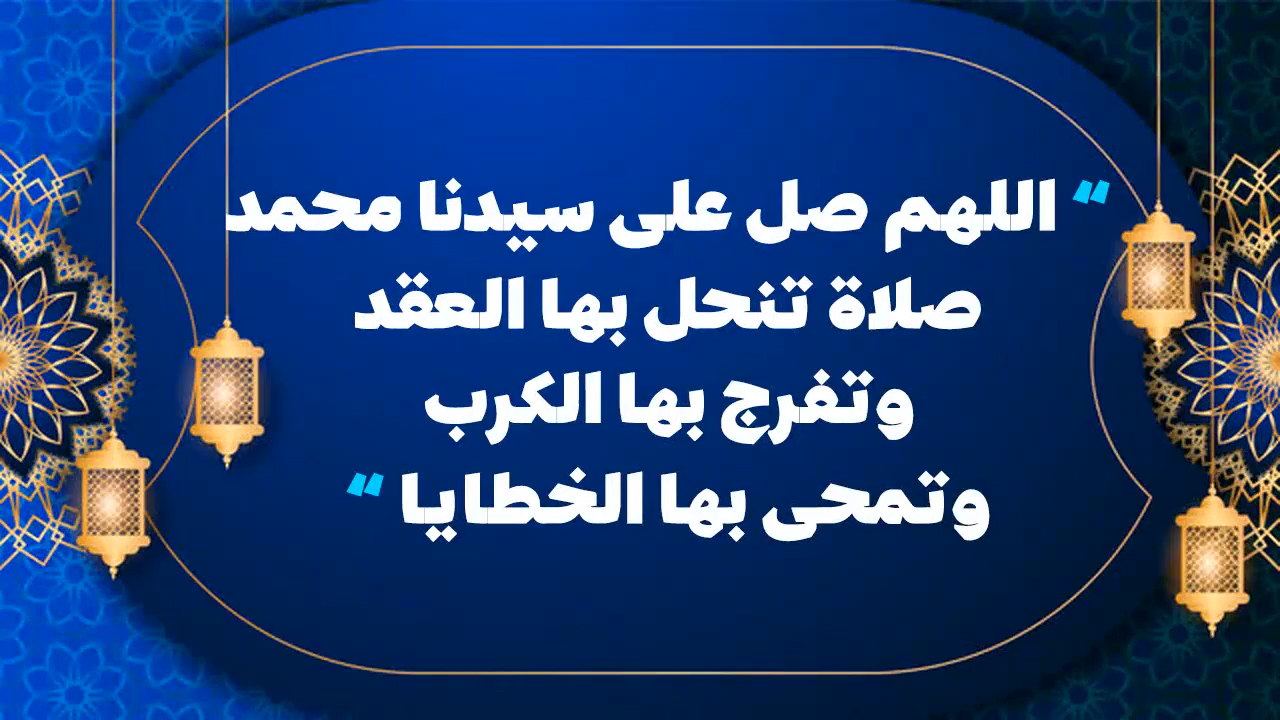 “ اللهم صل على سيدنا محمد
صلاة تنحل بها العقد
وتفرج بها الكرب
وتمحى بها الخطايا “